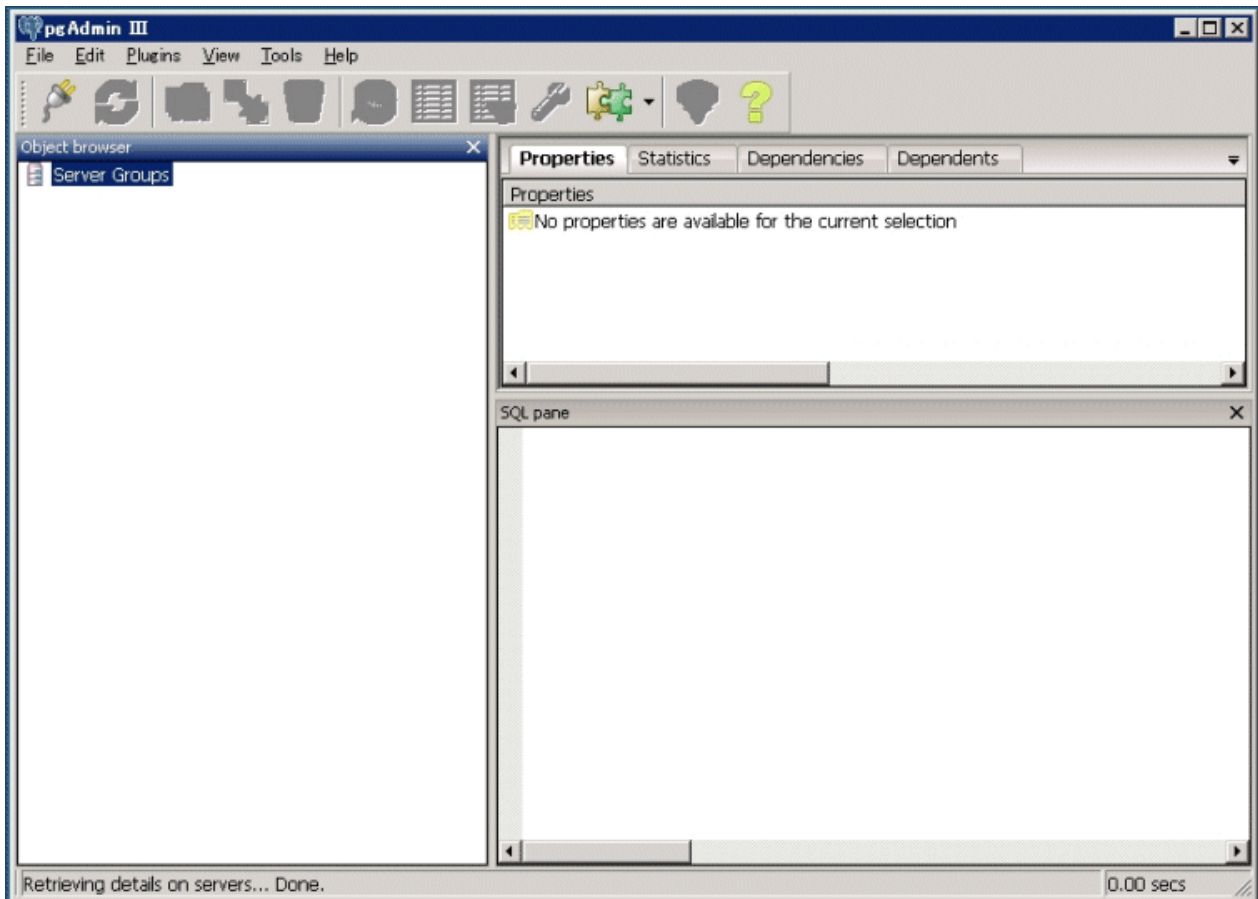 pgAdmin III
File Edit Plugins View Tools Help
Object browser
Server Groups
Properties Statistics Dependencies Dependents
Properties
No properties are available for the current selection
SQL pane
Retrieving details on servers... Done.
0.00 secs